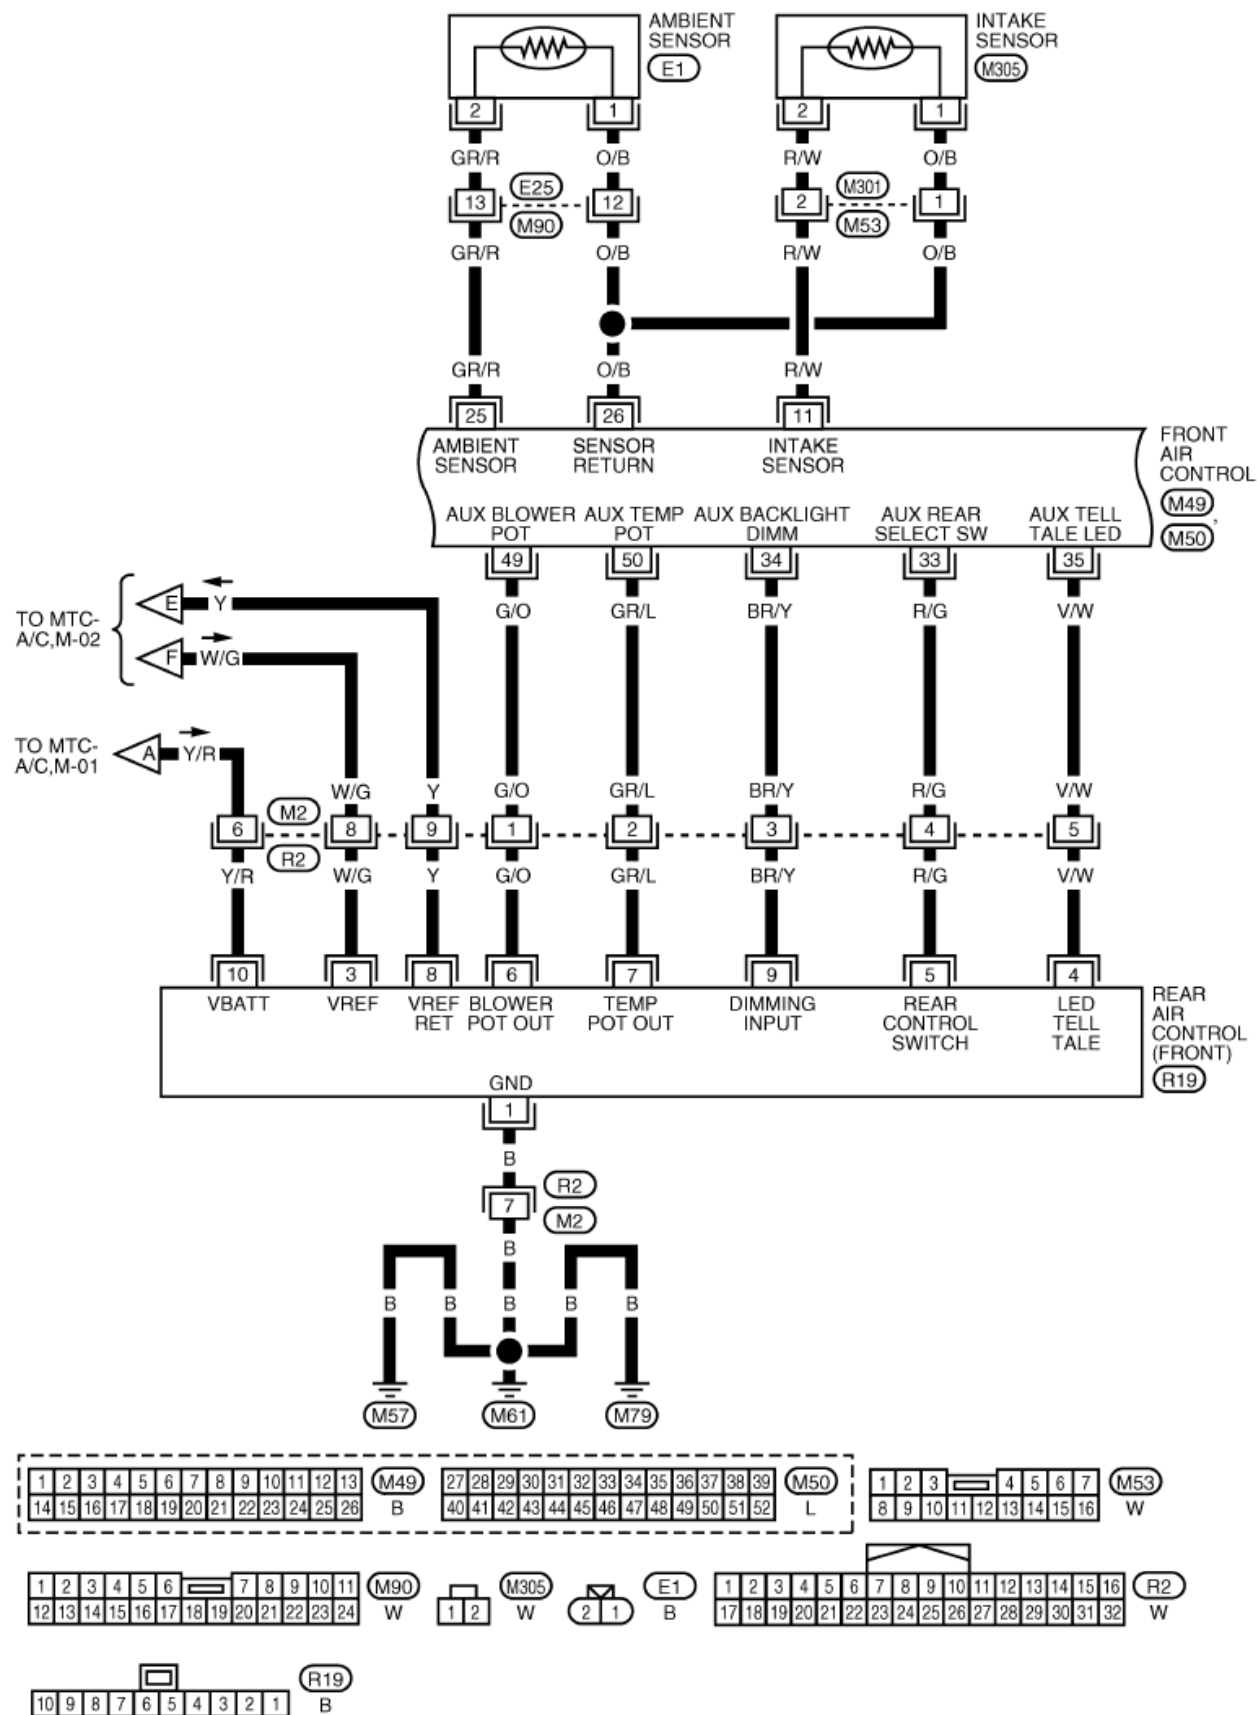 AMBIENT
SENSOR
E1
INTAKE
SENSOR
M305
2 1 2 1
GR/R O/B R/W O/B
13 E25 12 2 M301 1
M90 M53
GR/R O/B R/W O/B
GR/R O/B R/W
25 26 11
AMBIENT
SENSOR
SENSOR
RETURN
INTAKE
SENSOR
FRONT
AIR
CONTROL
M49 ,
M50
AUX BLOWER
POT
AUX TEMP
POT
AUX BACKLIGHT
DIMM
AUX REAR
SELECT SW
AUX TELL
TALE LED
49 50 34 33 35
TO MTC-
A/C,M-02
E Y
F W/G
G/O GR/L BR/Y R/G V/W
TO MTC-
A/C,M-01
A Y/R
W/G Y G/O GR/L BR/Y R/G V/W
6 M2 8 9 1 2 3 4 5
R2
Y/R W/G Y G/O GR/L BR/Y R/G V/W
10 3 8 6 7 9 5 4
VBATT
VREF
VREF
RET
BLOWER
POT OUT
TEMP
POT OUT
DIMMING
INPUT
REAR
CONTROL
SWITCH
LED
TELL
TALE
REAR
AIR
CONTROL
(FRONT)
R19
GND
1
B
7 R2
M2
B
B B B B B
M57 M61 M79
1 2 3 4 5 6 7 8 9 10 11 12 13 M49
14 15 16 17 18 19 20 21 22 23 24 25 26 B
27 28 29 30 31 32 33 34 35 36 37 38 39 M50
40 41 42 43 44 45 46 47 48 49 50 51 52 L
1 2 3 4 5 6 7 M53
8 9 10 11 12 13 14 15 16 W
1 2 3 4 5 6 7 8 9 10 11 M90
12 13 14 15 16 17 18 19 20 21 22 23 24 W
1 2 M305
W
2 1 E1
B
1 2 3 4 5 6 7 8 9 10 11 12 13 14 15 16 R2
17 18 19 20 21 22 23 24 25 26 27 28 29 30 31 32 W
10 9 8 7 6 5 4 3 2 1 R19
B